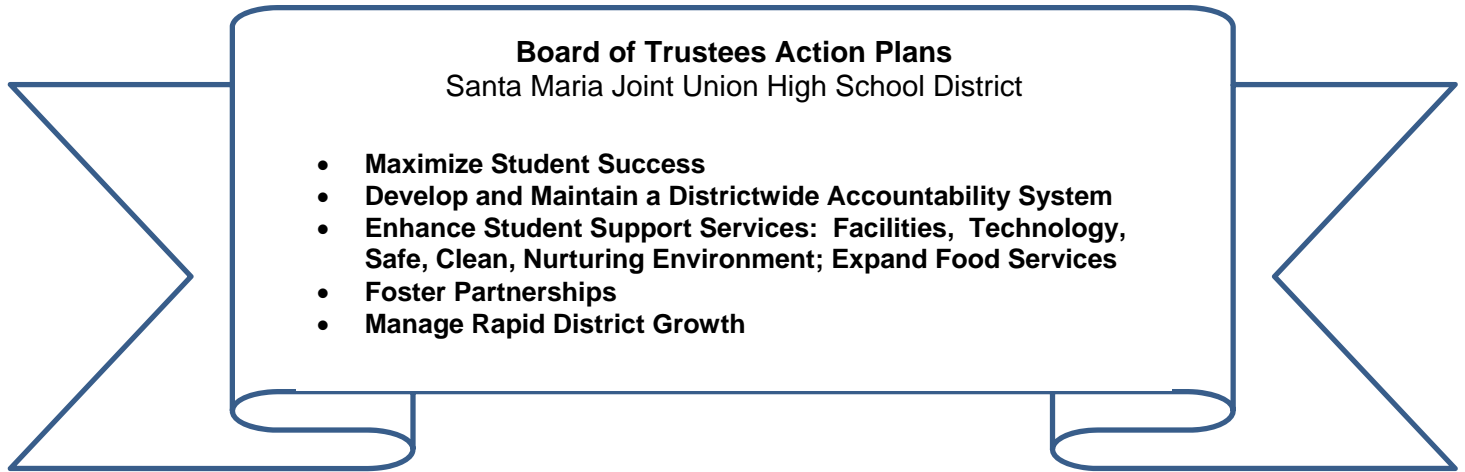 Board of Trustees Action Plans
Santa Maria Joint Union High School District
• Maximize Student Success
• Develop and Maintain a Districtwide Accountability System
• Enhance Student Support Services: Facilities, Technology,
Safe, Clean, Nurturing Environment; Expand Food Services
• Foster Partnerships
• Manage Rapid District Growth